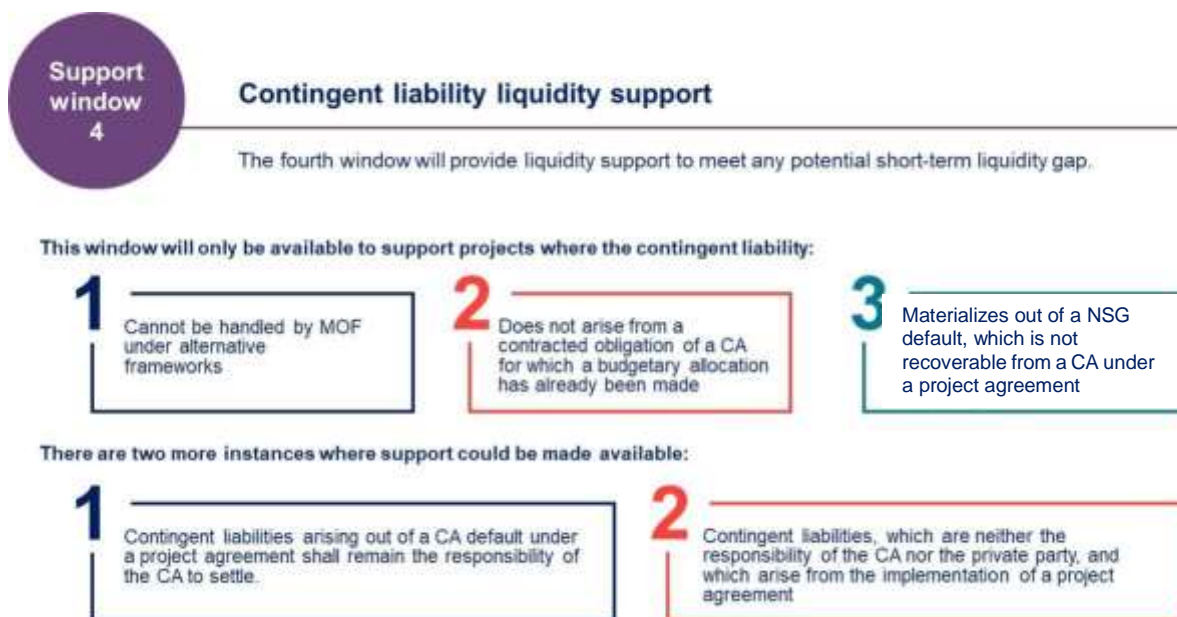 Support
window
4
Contingent liability liquidity support
The fourth window will provide liquidity support to meet any potential short-term liquidity gap.
This window will only be available to support projects where the contingent liability:
1
Cannot be handled by MOF
under alternative
frameworks
2
Does not arise from a
contracted obligation of a CA
for which a budgetary allocation
has already been made
3
Materializes out of a NSG
default, which is not
recoverable from a CA under
a project agreement
There are two more instances where support could be made available:
1
Contingent liabilities arising out of a CA default under
a project agreement shall remain the responsibility of
the CA to settle.
2
Contingent liabilities, which are neither the
responsibility of the CA nor the private party, and
which arise from the implementation of a project
agreement